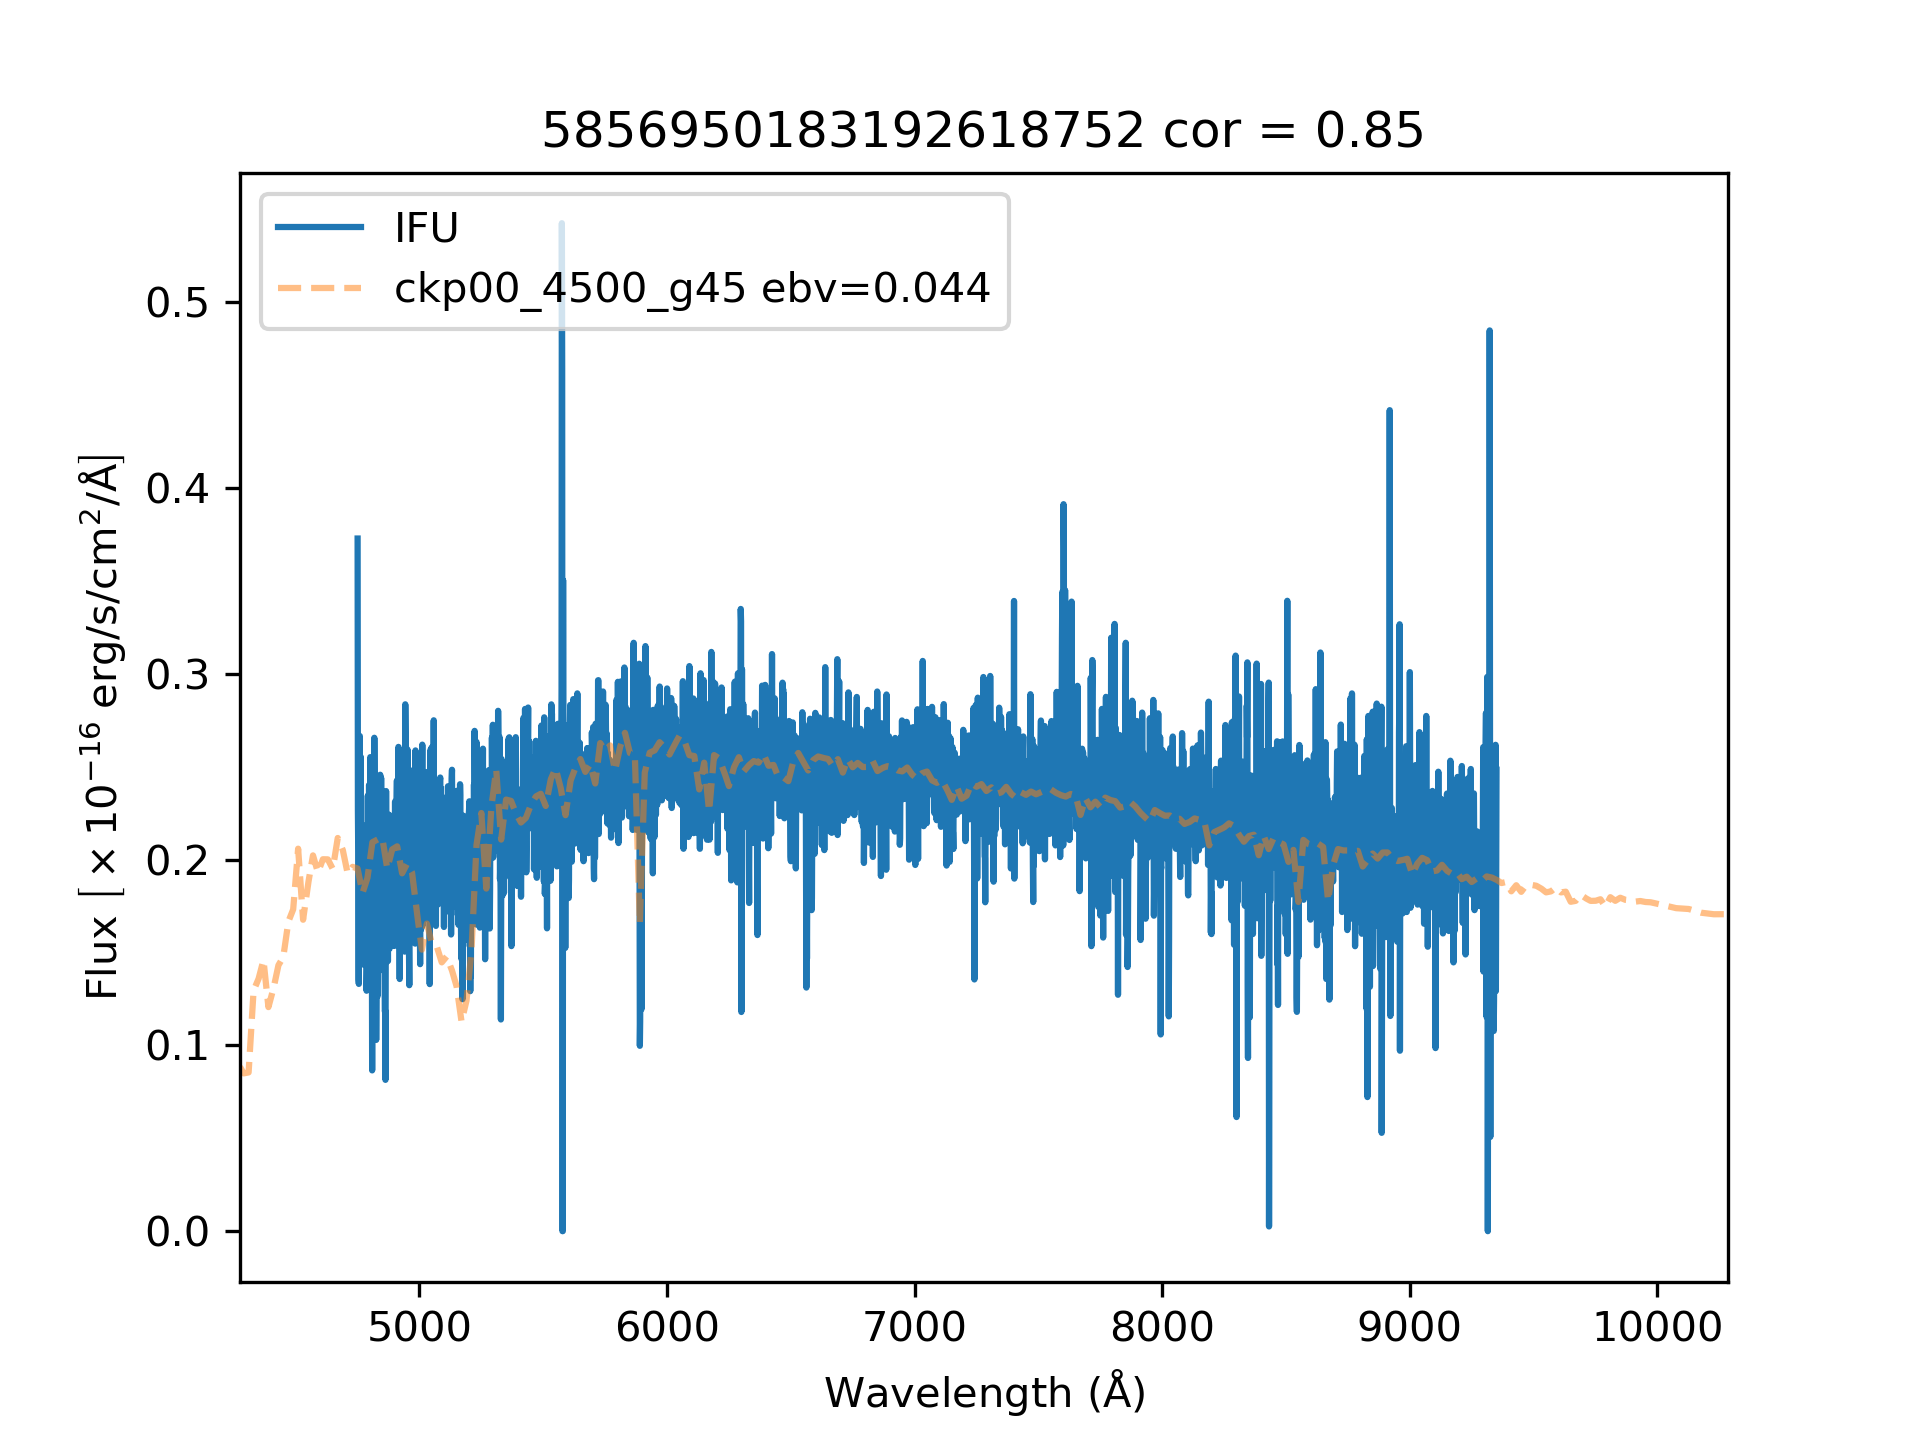 5856950183192618752 cor = 0.85
IFU
ckp00_4500_g45 ebv=0.044
0.5
0.4
0.3
0.2
0.1
0.0
Flux [ × 10⁻¹⁶ erg/s/cm²/Å]
5000 6000 7000 8000 9000 10000
Wavelength (Å)